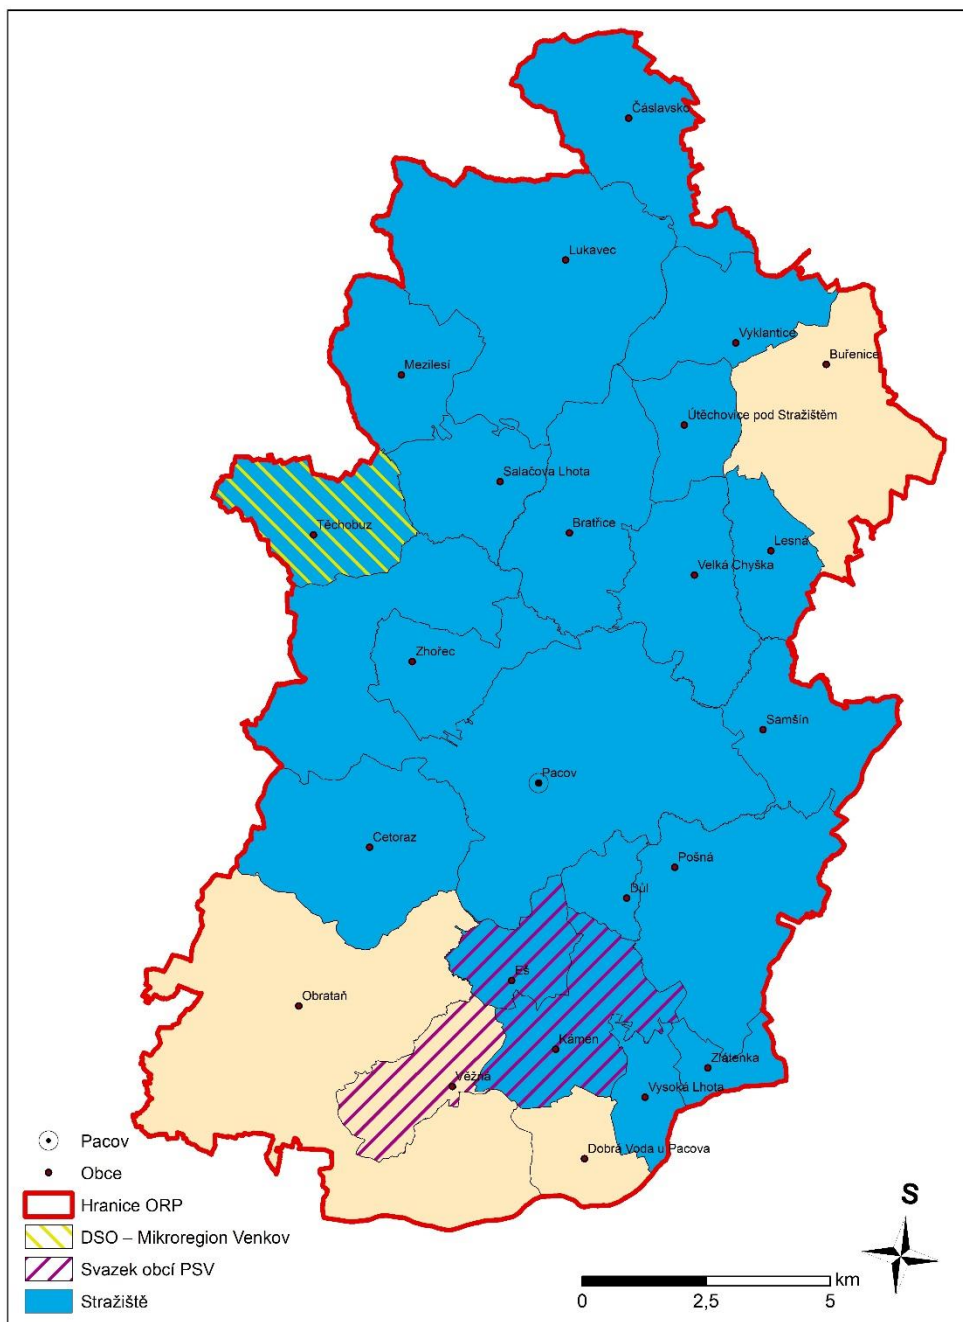 Čáslavsko
Lukavec
Vyklantice
Buřenice
Mezilesí
Útěchovice pod Stražištěm
Salačova Lhota
Těchobuz
Bratřice
Lesná
Velká Chyška
Zhořec
Samšín
Pacov
Cetoraz
Pošná
Důl
Eš
Obrataň
Kámen
Zlátenka
Věžná
Vysoká Lhota
Dobrá Voda u Pacova
Pacov
Obce
Hranice ORP
DSO – Mikroregion Venkov
Svazek obcí PSV
Stražiště
S
km
0 2,5 5